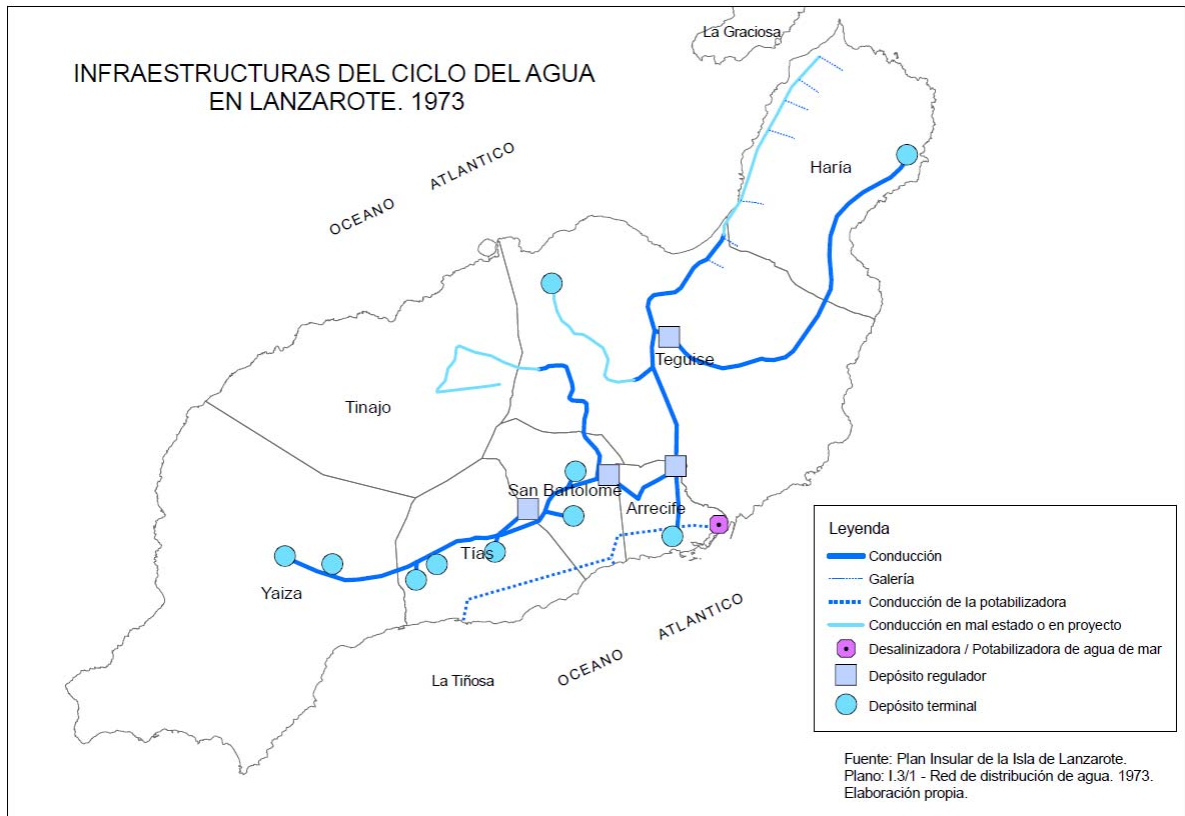 La Graciosa
INFRAESTRUCTURAS DEL CICLO DEL AGUA
EN LANZAROTE. 1973
OCEANO ATLANTICO
Haría
Teguise
Tinajo
San Bartolomé
Arrecife
Tías
Yaiza
OCEANO ATLANTICO
La Tiñosa
Leyenda
Conducción
Galería
Conducción de la potabilizadora
Conducción en mal estado o en proyecto
Desalinizadora / Potabilizadora de agua de mar
Depósito regulador
Depósito terminal
Fuente: Plan Insular de la Isla de Lanzarote.
Plano: I.3/1 - Red de distribución de agua. 1973.
Elaboración propia.